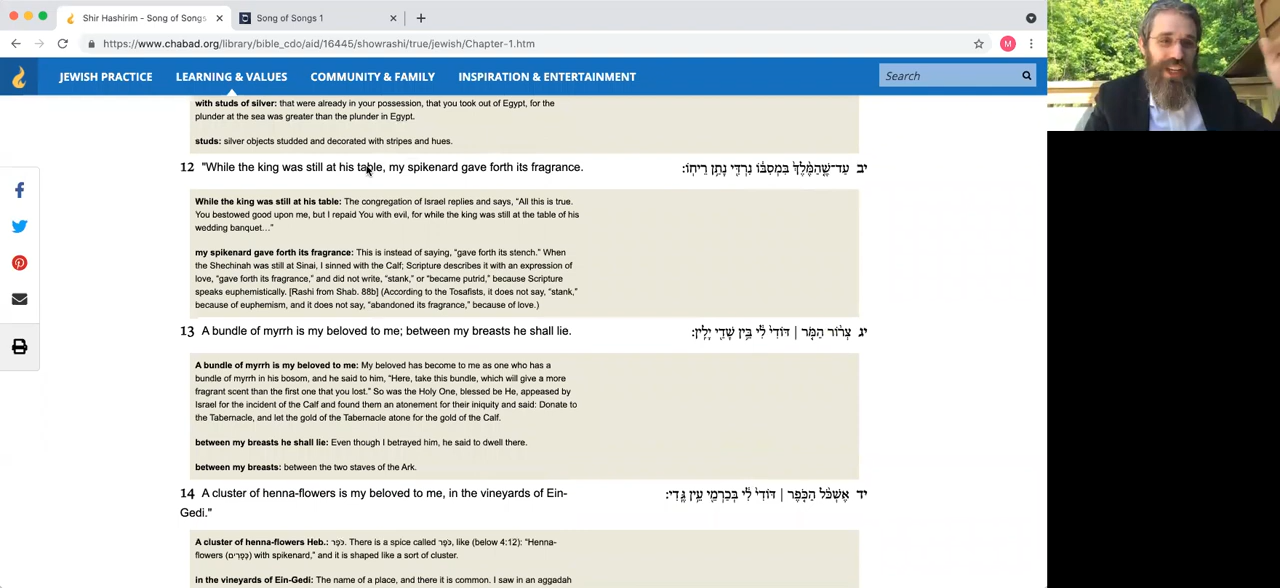 Shir Hashirim - Song of Songs
Song of Songs 1
https://www.chabad.org/library/bible_cdo/aid/16445/showrashi/true/jewish/Chapter-1.htm
M
JEWISH PRACTICE
LEARNING & VALUES
COMMUNITY & FAMILY
INSPIRATION & ENTERTAINMENT
Search
with studs of silver: that were already in your possession, that you took out of Egypt, for the
plunder at the sea was greater than the plunder in Egypt.
studs: silver objects studded and decorated with stripes and hues.
12 "While the king was still at his table, my spikenard gave forth its fragrance.
יב עַד־שֶׁ֤הַמֶּ֙לֶךְ֙ בִּמְסִבּ֔וֹ נִרְדִּ֖י נָתַ֥ן רֵיחֽוֹ:
While the king was still at his table: The congregation of Israel replies and says, "All this is true.
You bestowed good upon me, but I repaid You with evil, for while the king was still at the table of his
wedding banquet…"
my spikenard gave forth its fragrance: This is instead of saying, "gave forth its stench." When
the Shechinah was still at Sinai, I sinned with the Calf; Scripture describes it with an expression of
love, "gave forth its fragrance," and did not write, "stank," or "became putrid," because Scripture
speaks euphemistically. [Rashi from Shab. 88b] (According to the Tosafists, it does not say, "stank,"
because of euphemism, and it does not say, "abandoned its fragrance," because of love.)
13 A bundle of myrrh is my beloved to me; between my breasts he shall lie.
יג צְר֨וֹר הַמֹּ֤ר | דּוֹדִי֙ לִ֔י בֵּ֥ין שָׁדַ֖י יָלִֽין:
A bundle of myrrh is my beloved to me: My beloved has become to me as one who has a
bundle of myrrh in his bosom, and he said to him, "Here, take this bundle, which will give a more
fragrant scent than the first one that you lost." So was the Holy One, blessed be He, appeased by
Israel for the incident of the Calf and found them an atonement for their iniquity and said: Donate to
the Tabernacle, and let the gold of the Tabernacle atone for the gold of the Calf.
between my breasts he shall lie: Even though I betrayed him, he said to dwell there.
between my breasts: between the two staves of the Ark.
14 A cluster of henna-flowers is my beloved to me, in the vineyards of Ein-
Gedi."
יד אֶשְׁכֹּ֨ל הַכֹּ֤פֶר | דּוֹדִי֙ לִ֔י בְּכַרְמֵ֖י עֵ֥ין גֶּֽדִי:
A cluster of henna-flowers Heb.: כֹּפֶר. There is a spice called כֹּפֶר, like (below 4:12): "Henna-
flowers (כְּפָרִים) with spikenard," and it is shaped like a sort of cluster.
in the vineyards of Ein-Gedi: The name of a place, and there it is common. I saw in an aggadah